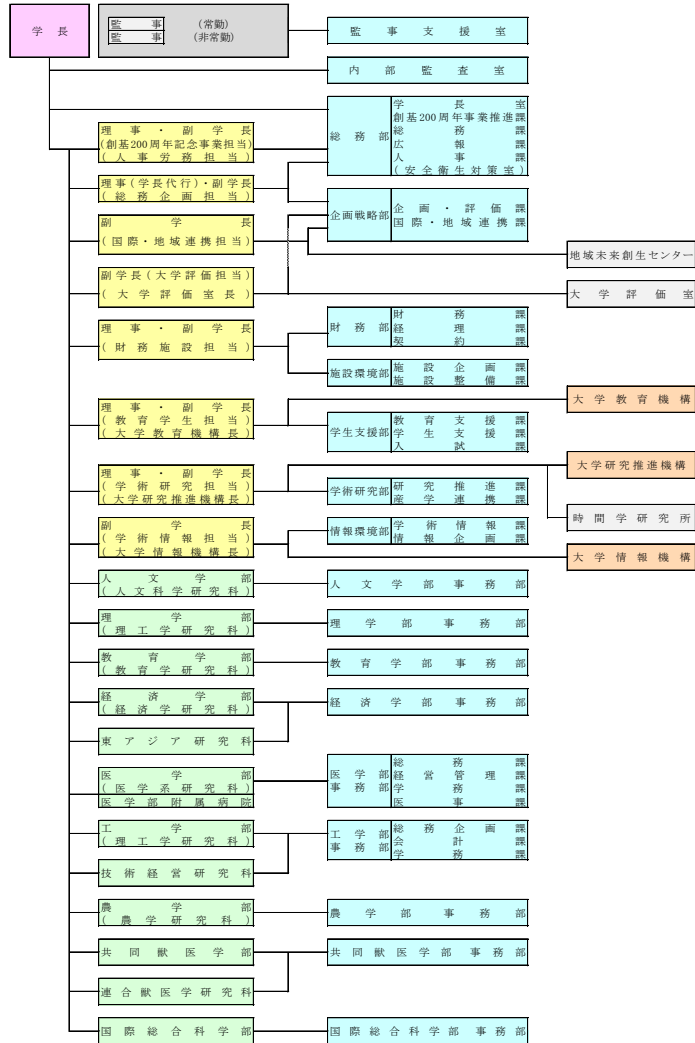 学長
監事 (常勤)
監事 (非常勤)
監事支援室
内部監査室
理事・副学長
(創基200周年記念事業担当)
(人事労務担当)
総務部
学長室
創基200周年事業推進課
総務課
広報課
人事課
(安全衛生対策室)
理事(学長代行)・副学長
(総務企画担当)
副学長
(国際・地域連携担当)
企画戦略部
企画・評価課
国際・地域連携課
地域未来創生センター
副学長(大学評価担当)
(大学評価室長)
大学評価室
理事・副学長
(財務施設担当)
財務部
財務課
経理課
契約課
施設環境部
施設企画課
施設整備課
理事・副学長
(教育学生担当)
(大学教育機構長)
大学教育機構
学生支援部
教育支援課
学生支援課
入試課
理事・副学長
(学術研究担当)
(大学研究推進機構長)
大学研究推進機構
学術研究部
研究推進課
産学連携課
時間学研究所
副学長
(学術情報担当)
(大学情報機構長)
情報環境部
学術情報課
情報企画課
大学情報機構
人文学部
(人文科学研究科)
人文学部事務部
理学部
(理工学研究科)
理学部事務部
教育学部
(教育学研究科)
教育学部事務部
経済学部
(経済学研究科)
経済学部事務部
東アジア研究科
医学部
(医学系研究科)
医学部附属病院
医学部
事務部
総務課
経営管理課
学務課
医事課
工学部
(理工学研究科)
工学部
事務部
総務企画課
会計課
学務課
技術経営研究科
農学部
(農学研究科)
農学部事務部
共同獣医学部
共同獣医学部事務部
連合獣医学研究科
国際総合科学部
国際総合科学部事務部